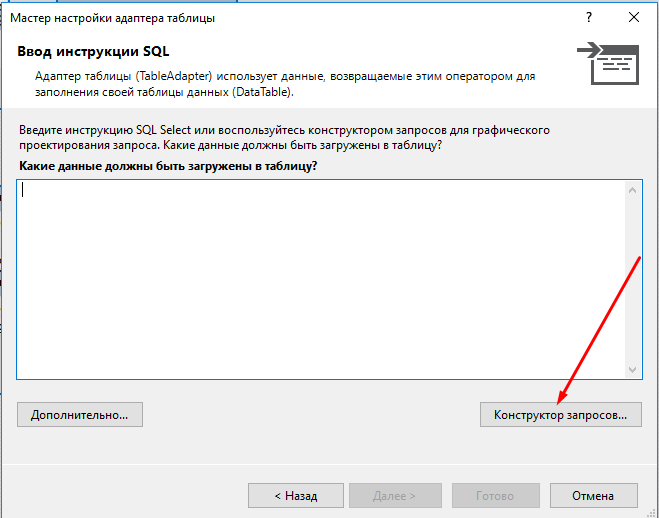 Мастер настройки адаптера таблицы
?
Ввод инструкции SQL
Адаптер таблицы (TableAdapter) использует данные, возвращаемые этим оператором для
заполнения своей таблицы данных (DataTable).
Введите инструкцию SQL Select или воспользуйтесь конструктором запросов для графического
проектирования запроса. Какие данные должны быть загружены в таблицу?
Какие данные должны быть загружены в таблицу?
Дополнительно...
Конструктор запросов...
< Назад
Далее >
Готово
Отмена